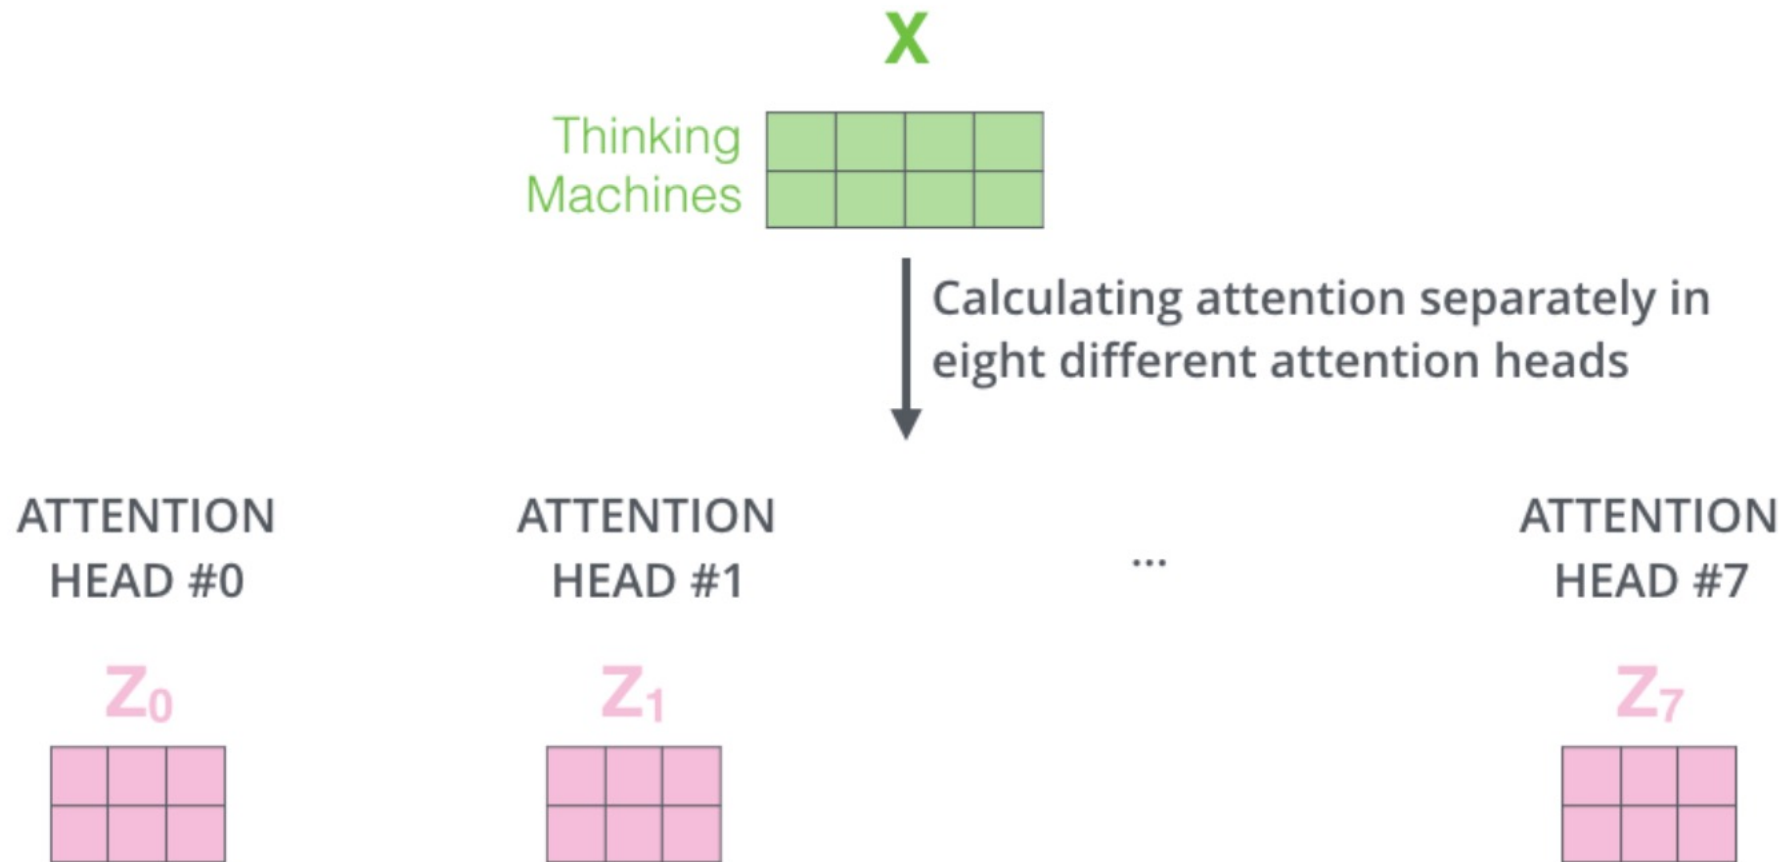 X
Thinking
Machines
Calculating attention separately in
eight different attention heads
ATTENTION
HEAD #0
ATTENTION
HEAD #1
...
ATTENTION
HEAD #7
Z0
Z1
Z7